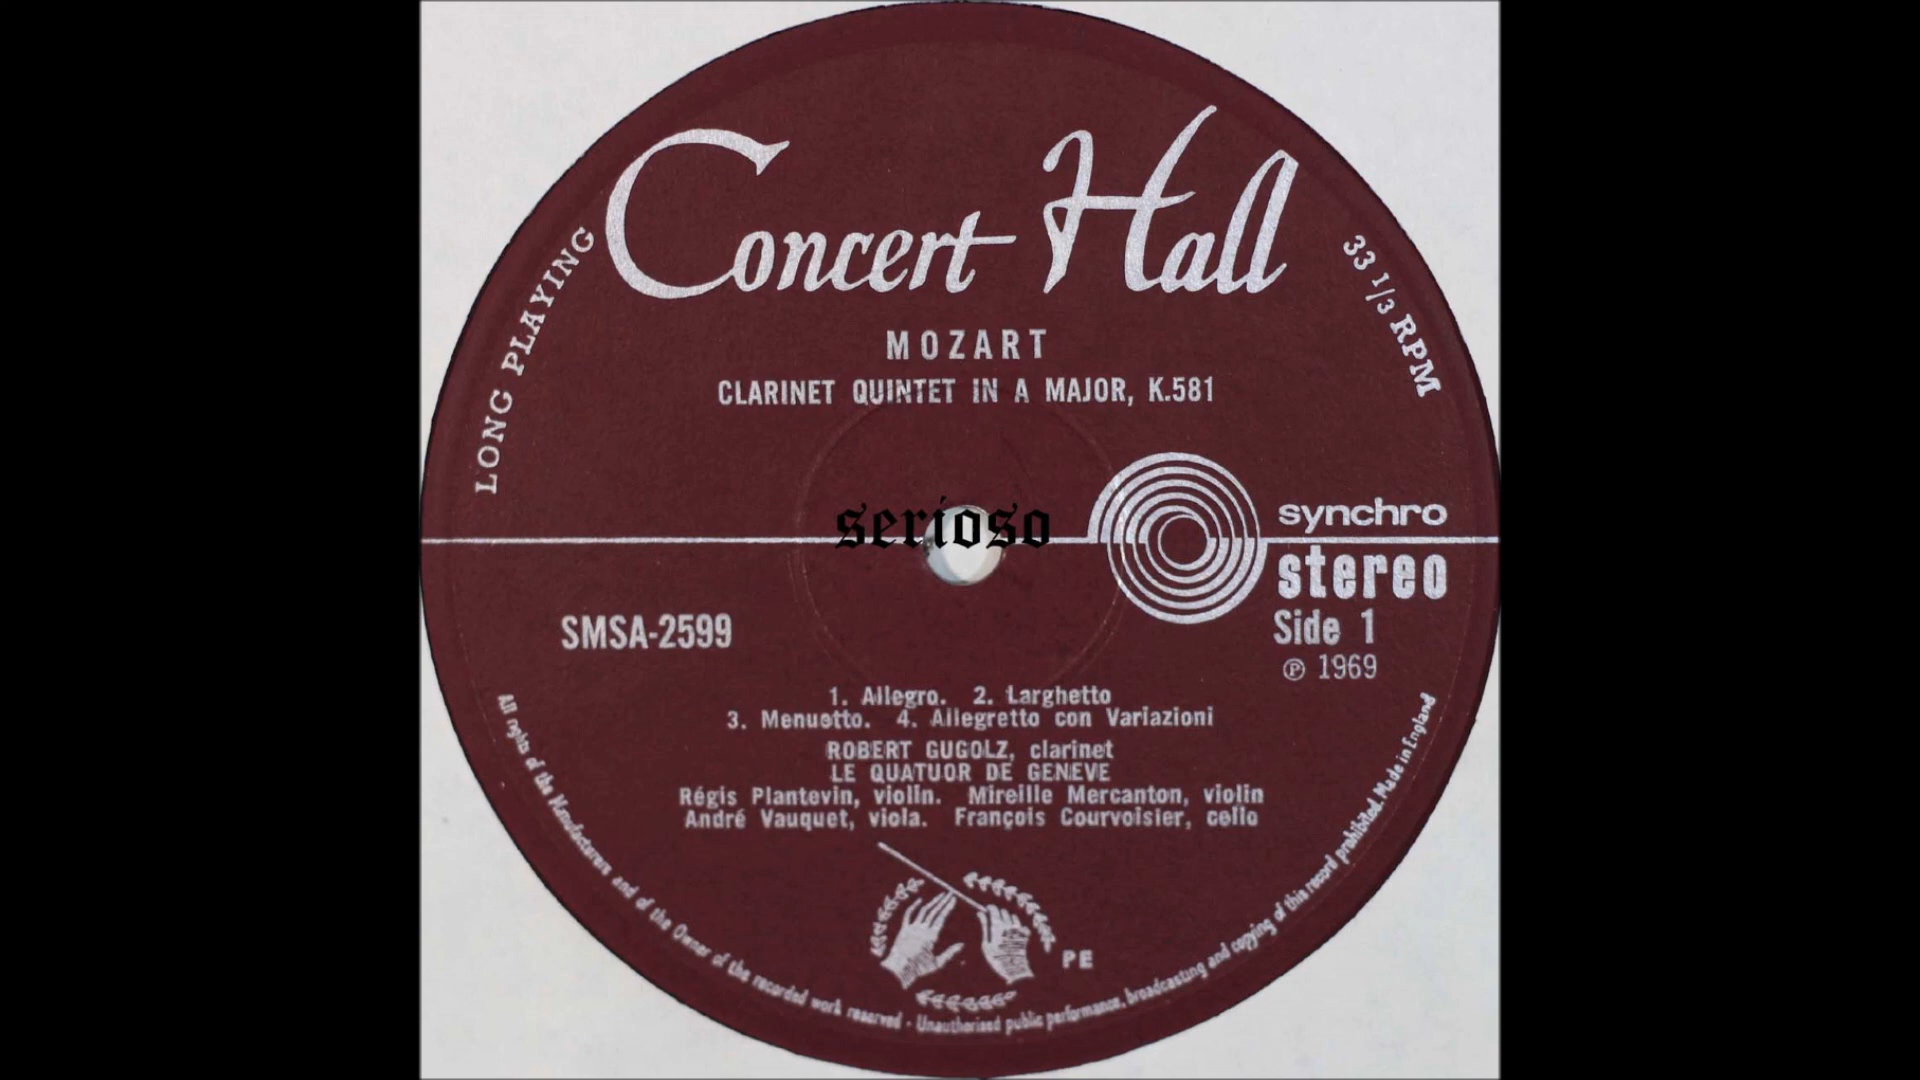 Concert Hall
LONG PLAYING
33 1/3 RPM
MOZART
CLARINET QUINTET IN A MAJOR, K.581
serioso
synchro
stereo
SMSA-2599
Side 1
℗ 1969
1. Allegro. 2. Larghetto
3. Menuetto. 4. Allegretto con Variazioni
ROBERT GUGOLZ, clarinet
LE QUATUOR DE GENEVE
Régis Plantevin, violin. Mireille Mercanton, violin
André Vauquet, viola. François Courvoisier, cello
PE
All rights of the Manufacturers and of the Owner of the recorded work reserved - Unauthorised public performance, broadcasting and copying of this record prohibited. Made in England